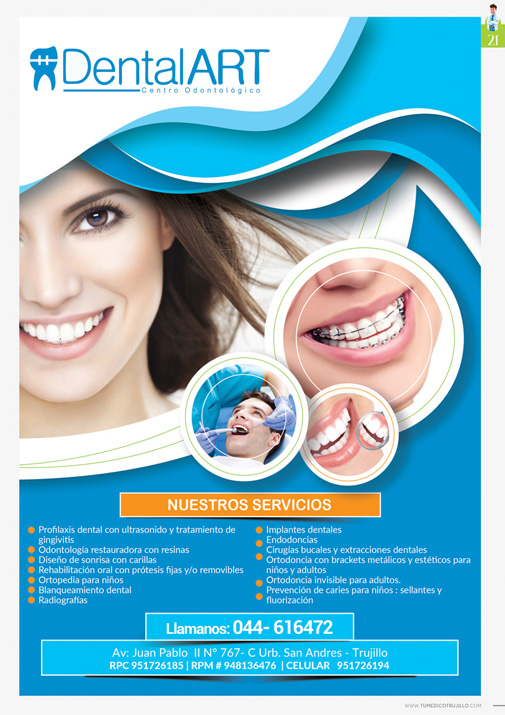 21
DentalART
Centro Odontológico
NUESTROS SERVICIOS
Profilaxis dental con ultrasonido y tratamiento de
gingivitis
Odontología restauradora con resinas
Diseño de sonrisa con carillas
Rehabilitación oral con prótesis fijas y/o removibles
Ortopedia para niños
Blanqueamiento dental
Radiografías
Implantes dentales
Endodoncias
Cirugías bucales y extracciones dentales
Ortodoncia con brackets metálicos y estéticos para
niños y adultos
Ortodoncia invisible para adultos.
Prevención de caries para niños : sellantes y
fluorización
Llamanos: 044- 616472
Av: Juan Pablo II N° 767- C Urb. San Andres - Trujillo
RPC 951726185 | RPM # 948136476 | CELULAR 951726194
WWW.TUMEDICOTRUJILLO.COM